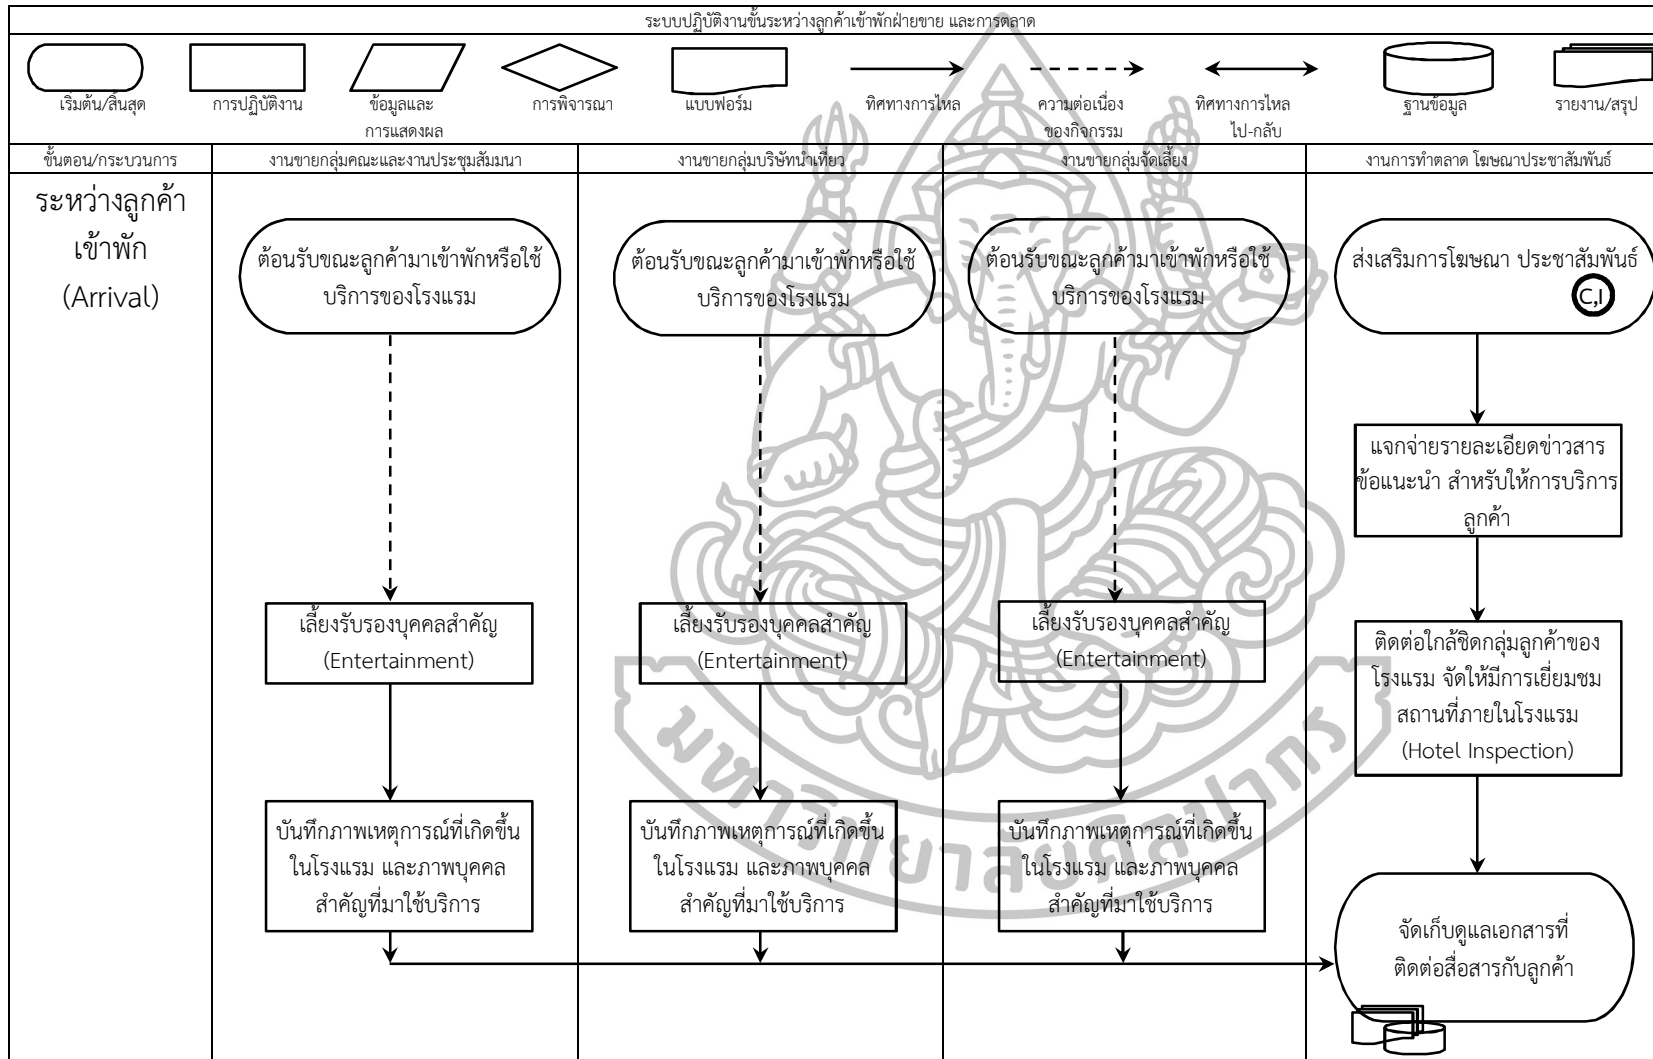 ระบบปฏิบัติงานขั้นระหว่างลูกค้าเข้าพักฝ่ายขาย และการตลาด
เริ่มต้น/สิ้นสุด
การปฏิบัติงาน
ข้อมูลและ
การแสดงผล
การพิจารณา
แบบฟอร์ม
ทิศทางการไหล
ความต่อเนื่อง
ของกิจกรรม
ทิศทางการไหล
ไป-กลับ
ฐานข้อมูล
รายงาน/สรุป
ขั้นตอน/กระบวนการ
งานขายกลุ่มคณะและงานประชุมสัมมนา
งานขายกลุ่มบริษัทนำเที่ยว
งานขายกลุ่มจัดเลี้ยง
งานการทำตลาด โฆษณาประชาสัมพันธ์
ระหว่างลูกค้า
เข้าพัก
(Arrival)
ต้อนรับขณะลูกค้ามาเข้าพักหรือใช้
บริการของโรงแรม
เลี้ยงรับรองบุคคลสำคัญ
(Entertainment)
บันทึกภาพเหตุการณ์ที่เกิดขึ้น
ในโรงแรม และภาพบุคคล
สำคัญที่มาใช้บริการ
ต้อนรับขณะลูกค้ามาเข้าพักหรือใช้
บริการของโรงแรม
เลี้ยงรับรองบุคคลสำคัญ
(Entertainment)
บันทึกภาพเหตุการณ์ที่เกิดขึ้น
ในโรงแรม และภาพบุคคล
สำคัญที่มาใช้บริการ
ต้อนรับขณะลูกค้ามาเข้าพักหรือใช้
บริการของโรงแรม
เลี้ยงรับรองบุคคลสำคัญ
(Entertainment)
บันทึกภาพเหตุการณ์ที่เกิดขึ้น
ในโรงแรม และภาพบุคคล
สำคัญที่มาใช้บริการ
ส่งเสริมการโฆษณา ประชาสัมพันธ์
C,I
แจกจ่ายรายละเอียดข่าวสาร
ข้อแนะนำ สำหรับให้การบริการ
ลูกค้า
ติดต่อใกล้ชิดกลุ่มลูกค้าของ
โรงแรม จัดให้มีการเยี่ยมชม
สถานที่ภายในโรงแรม
(Hotel Inspection)
จัดเก็บดูแลเอกสารที่
ติดต่อสื่อสารกับลูกค้า
มหาวิทยาลัยศิลปากร